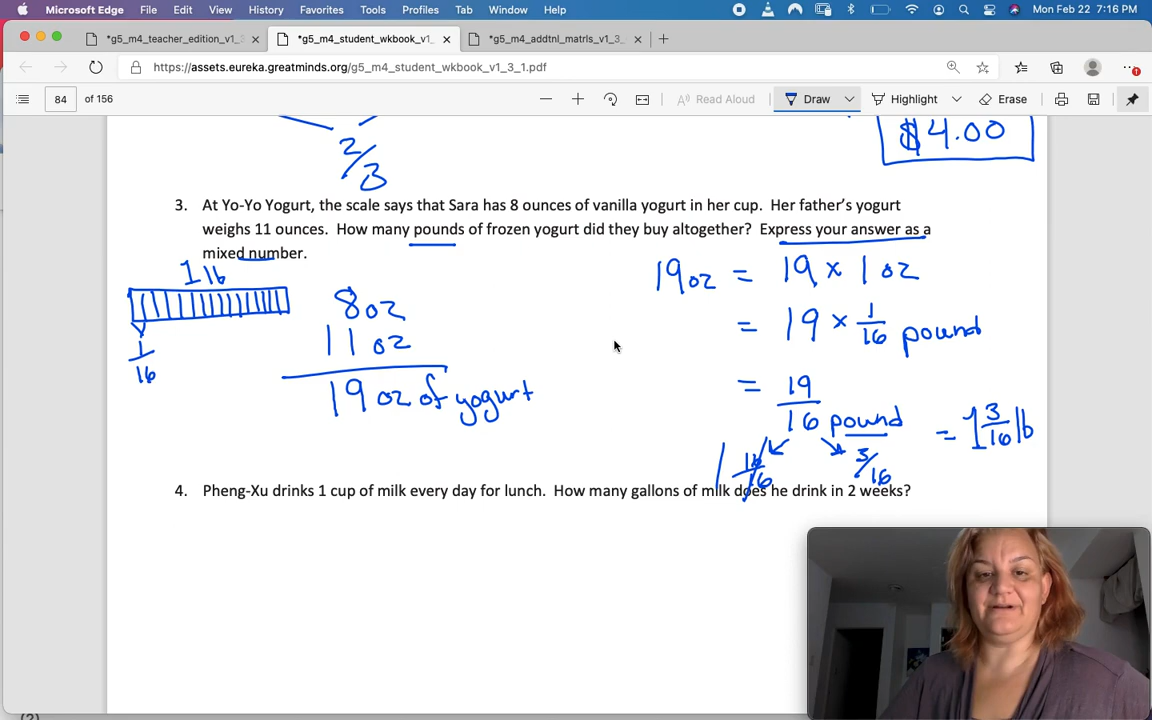 Microsoft Edge File Edit View History Favorites Tools Profiles Tab Window Help Mon Feb 22 7:16 PM
*g5_m4_teacher_edition_v1_3 *g5_m4_student_wkbook_v1_ *g5_m4_addtnl_matrls_v1_3_
https://assets.eureka.greatminds.org/g5_m4_student_wkbook_v1_3_1.pdf
84 of 156 Read Aloud Draw Highlight Erase
2/3
$4.00
3. At Yo-Yo Yogurt, the scale says that Sara has 8 ounces of vanilla yogurt in her cup. Her father's yogurt
weighs 11 ounces. How many pounds of frozen yogurt did they buy altogether? Express your answer as a
mixed number.
1 lb
1/16
8 oz
11 oz
19 oz of yogurt
19 oz = 19 x 1 oz
= 19 x 1/16 pound
= 19/16 pound
1 16/16 3/16
= 1 3/16 lb
4. Pheng-Xu drinks 1 cup of milk every day for lunch. How many gallons of milk does he drink in 2 weeks?